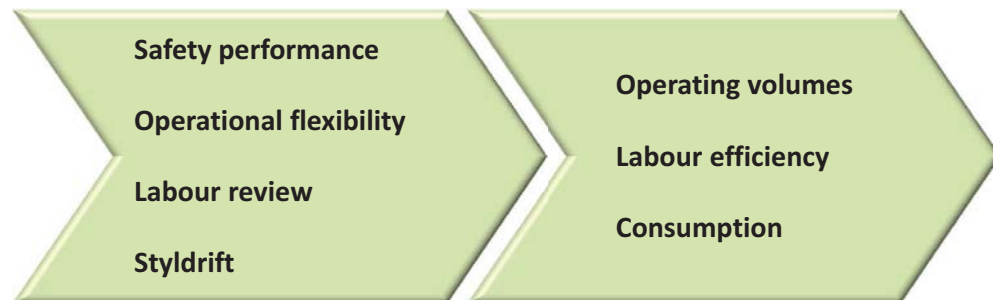 Safety performance
Operational flexibility
Labour review
Styldrift
Operating volumes
Labour efficiency
Consumption